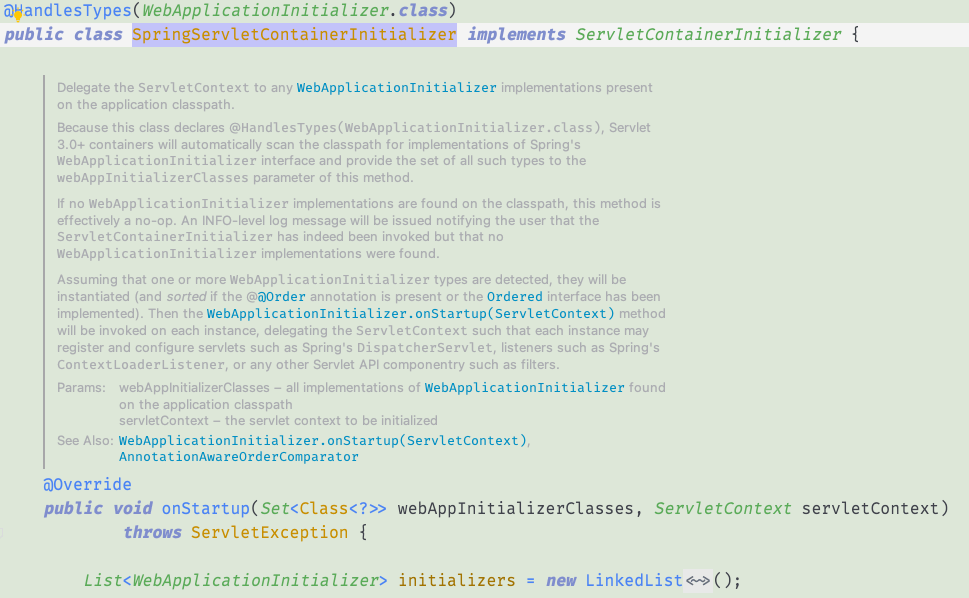 @HandlesTypes(WebApplicationInitializer.class)
public class SpringServletContainerInitializer implements ServletContainerInitializer {
Delegate the ServletContext to any WebApplicationInitializer implementations present
on the application classpath.
Because this class declares @HandlesTypes(WebApplicationInitializer.class), Servlet
3.0+ containers will automatically scan the classpath for implementations of Spring's
WebApplicationInitializer interface and provide the set of all such types to the
webAppInitializerClasses parameter of this method.
If no WebApplicationInitializer implementations are found on the classpath, this method is
effectively a no-op. An INFO-level log message will be issued notifying the user that the
ServletContainerInitializer has indeed been invoked but that no
WebApplicationInitializer implementations were found.
Assuming that one or more WebApplicationInitializer types are detected, they will be
instantiated (and sorted if the @@Order annotation is present or the Ordered interface has been
implemented). Then the WebApplicationInitializer.onStartup(ServletContext) method
will be invoked on each instance, delegating the ServletContext such that each instance may
register and configure servlets such as Spring's DispatcherServlet, listeners such as Spring's
ContextLoaderListener, or any other Servlet API componentry such as filters.
Params: webAppInitializerClasses – all implementations of WebApplicationInitializer found
on the application classpath
servletContext – the servlet context to be initialized
See Also: WebApplicationInitializer.onStartup(ServletContext),
AnnotationAwareOrderComparator
@Override
public void onStartup(Set<Class<?>> webAppInitializerClasses, ServletContext servletContext)
throws ServletException {
List<WebApplicationInitializer> initializers = new LinkedList<~>();